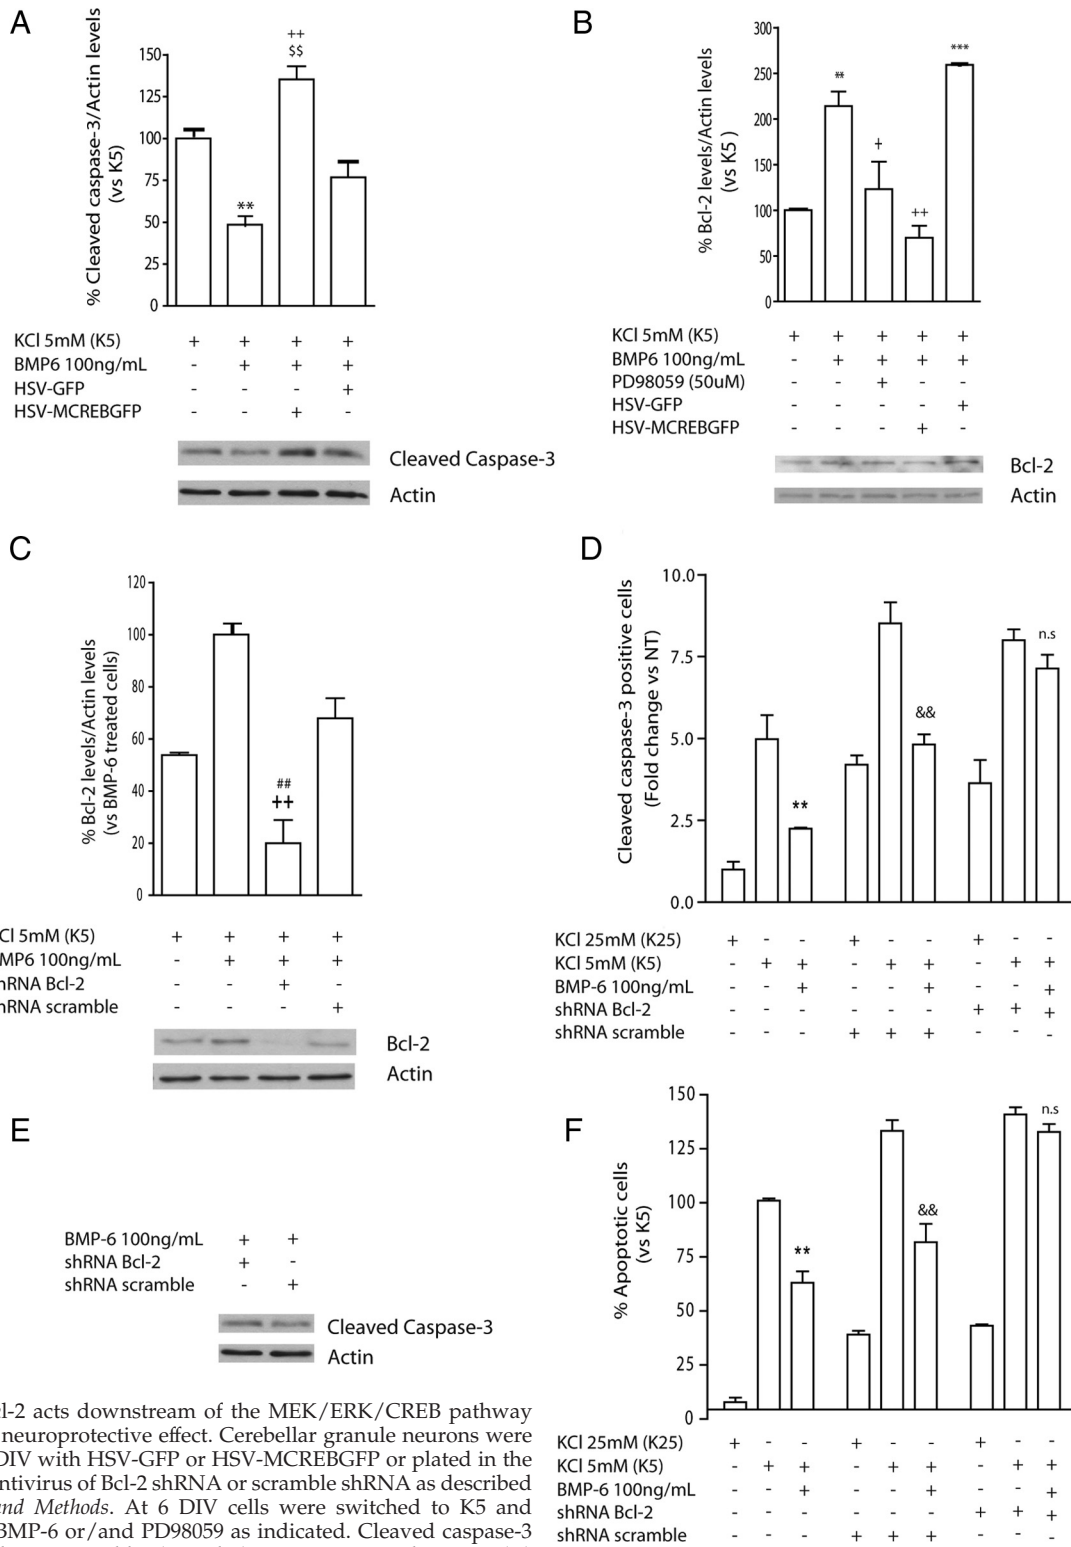 A
% Cleaved caspase-3/Actin levels
(vs K5)
150
125
100
75
50
25
0
**
++
$$
KCl 5mM (K5) + + + +
BMP6 100ng/mL - + + +
HSV-GFP - - - +
HSV-MCREBGFP - - + -
Cleaved Caspase-3
Actin
B
% Bcl-2 levels/Actin levels
(vs K5 )
300
250
200
150
100
50
0
**
+
++
***
KCl 5mM (K5) + + + + +
BMP6 100ng/mL - + + + +
PD98059 (50uM) - - + - -
HSV-GFP - - - - +
HSV-MCREBGFP - - - + -
Bcl-2
Actin
C
% Bcl-2 levels/Actin levels
(vs BMP-6 treated cells)
120
100
80
60
40
20
0
##
++
Cl 5mM (K5) + + + +
MP6 100ng/mL - + + +
hRNA Bcl-2 - - + -
hRNA scramble - - - +
Bcl-2
Actin
D
Cleaved caspase-3 positive cells
(Fold change vs NT)
10.0
7.5
5.0
2.5
0.0
**
&&
n.s
KCl 25mM (K25) + - - + - - + - -
KCl 5mM (K5) - + + - + + - + +
BMP-6 100ng/mL - - + - - + - - +
shRNA Bcl-2 - - - - - - + + +
shRNA scramble - - - + + + - - -
E
BMP-6 100ng/mL + +
shRNA Bcl-2 + -
shRNA scramble - +
Cleaved Caspase-3
Actin
F
% Apoptotic cells
(vs K5)
150
125
100
75
50
25
0
**
&&
n.s
KCl 25mM (K25) + - - + - - + - -
KCl 5mM (K5) - + + - + + - + +
BMP-6 100ng/mL - - + - - + - - +
shRNA Bcl-2 - - - - - - + + +
shRNA scramble - - - + + + - - -
cl-2 acts downstream of the MEK/ERK/CREB pathway
neuroprotective effect. Cerebellar granule neurons were
DIV with HSV-GFP or HSV-MCREBGFP or plated in the
ntivirus of Bcl-2 shRNA or scramble shRNA as described
and Methods. At 6 DIV cells were switched to K5 and
BMP-6 or/and PD98059 as indicated. Cleaved caspase-3